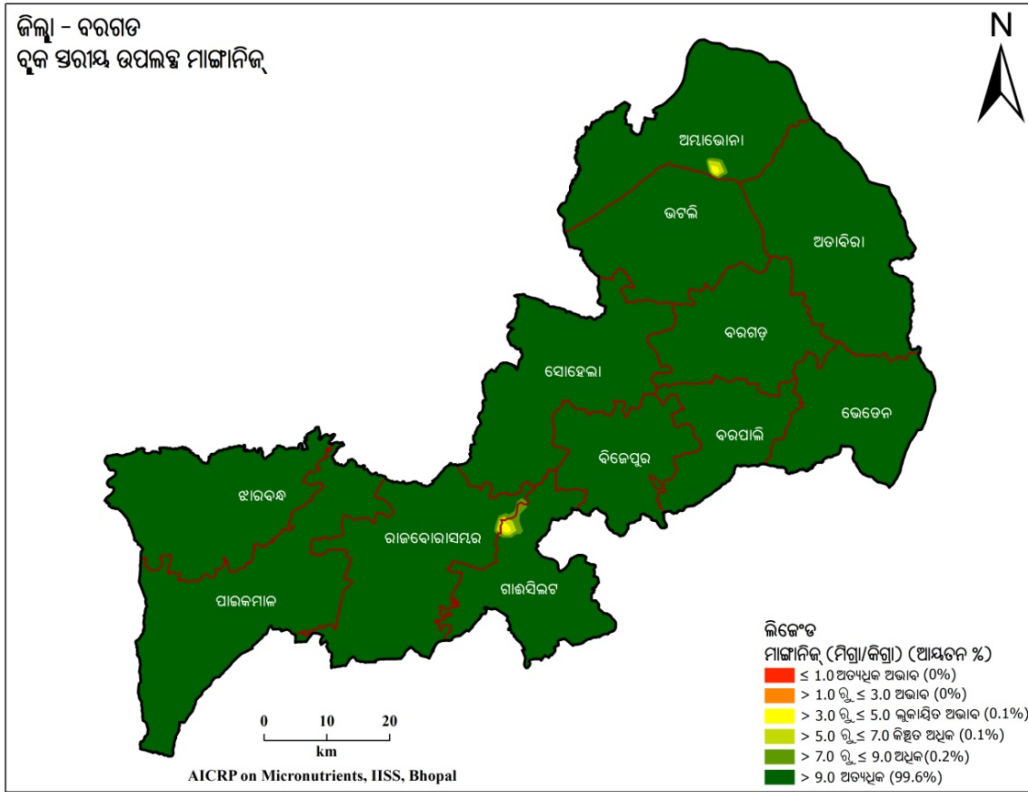 ଜିଲ୍ଲା - ବରଗଡ
ବ୍ଲକ ସ୍ତରୀୟ ଉପଲବ୍ଧ ମାଙ୍ଗାନିଜ୍
N
ଅମ୍ଭାଭୋନା
ଭଟଲି
ଅତାବିରା
ବରଗଡ଼
ସୋହେଲା
ଭେଡେନ
ବରପାଲି
ବିଜେପୁର
ଝାରବନ୍ଧ
ରାଜବୋରାସମ୍ଭର
ଗାଈସିଲଟ
ପାଇକମାଳ
ଲିଜେଂଡ
ମାଙ୍ଗାନିଜ୍ (ମିଗ୍ରା/କିଗ୍ରା) (ଆୟତନ %)
≤ 1.0 ଅତ୍ୟଧିକ ଅଭାବ (0%)
> 1.0 ରୁ ≤ 3.0 ଅଭାବ (0%)
> 3.0 ରୁ ≤ 5.0 ଲୁକାୟିତ ଅଭାବ (0.1%)
> 5.0 ରୁ ≤ 7.0 କିଞ୍ଚିତ ଅଧିକ (0.1%)
> 7.0 ରୁ ≤ 9.0 ଅଧିକ(0.2%)
> 9.0 ଅତ୍ୟଧିକ (99.6%)
0 10 20
km
AICRP on Micronutrients, IISS, Bhopal